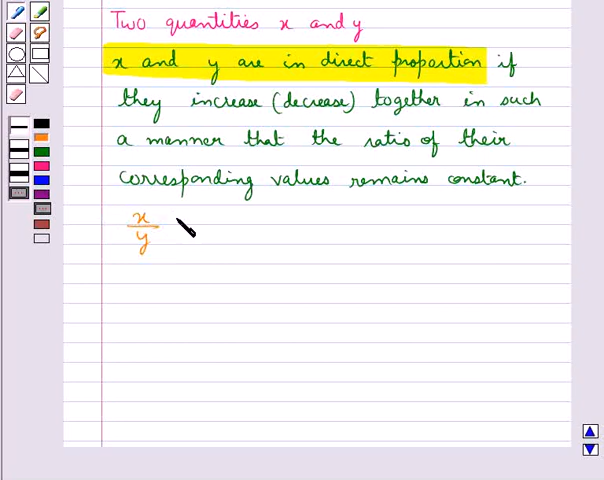 Two quantities x and y
x and y are in direct proportion if
they increase (decrease) together in such
a manner that the ratio of their
corresponding values remains constant.
x
y